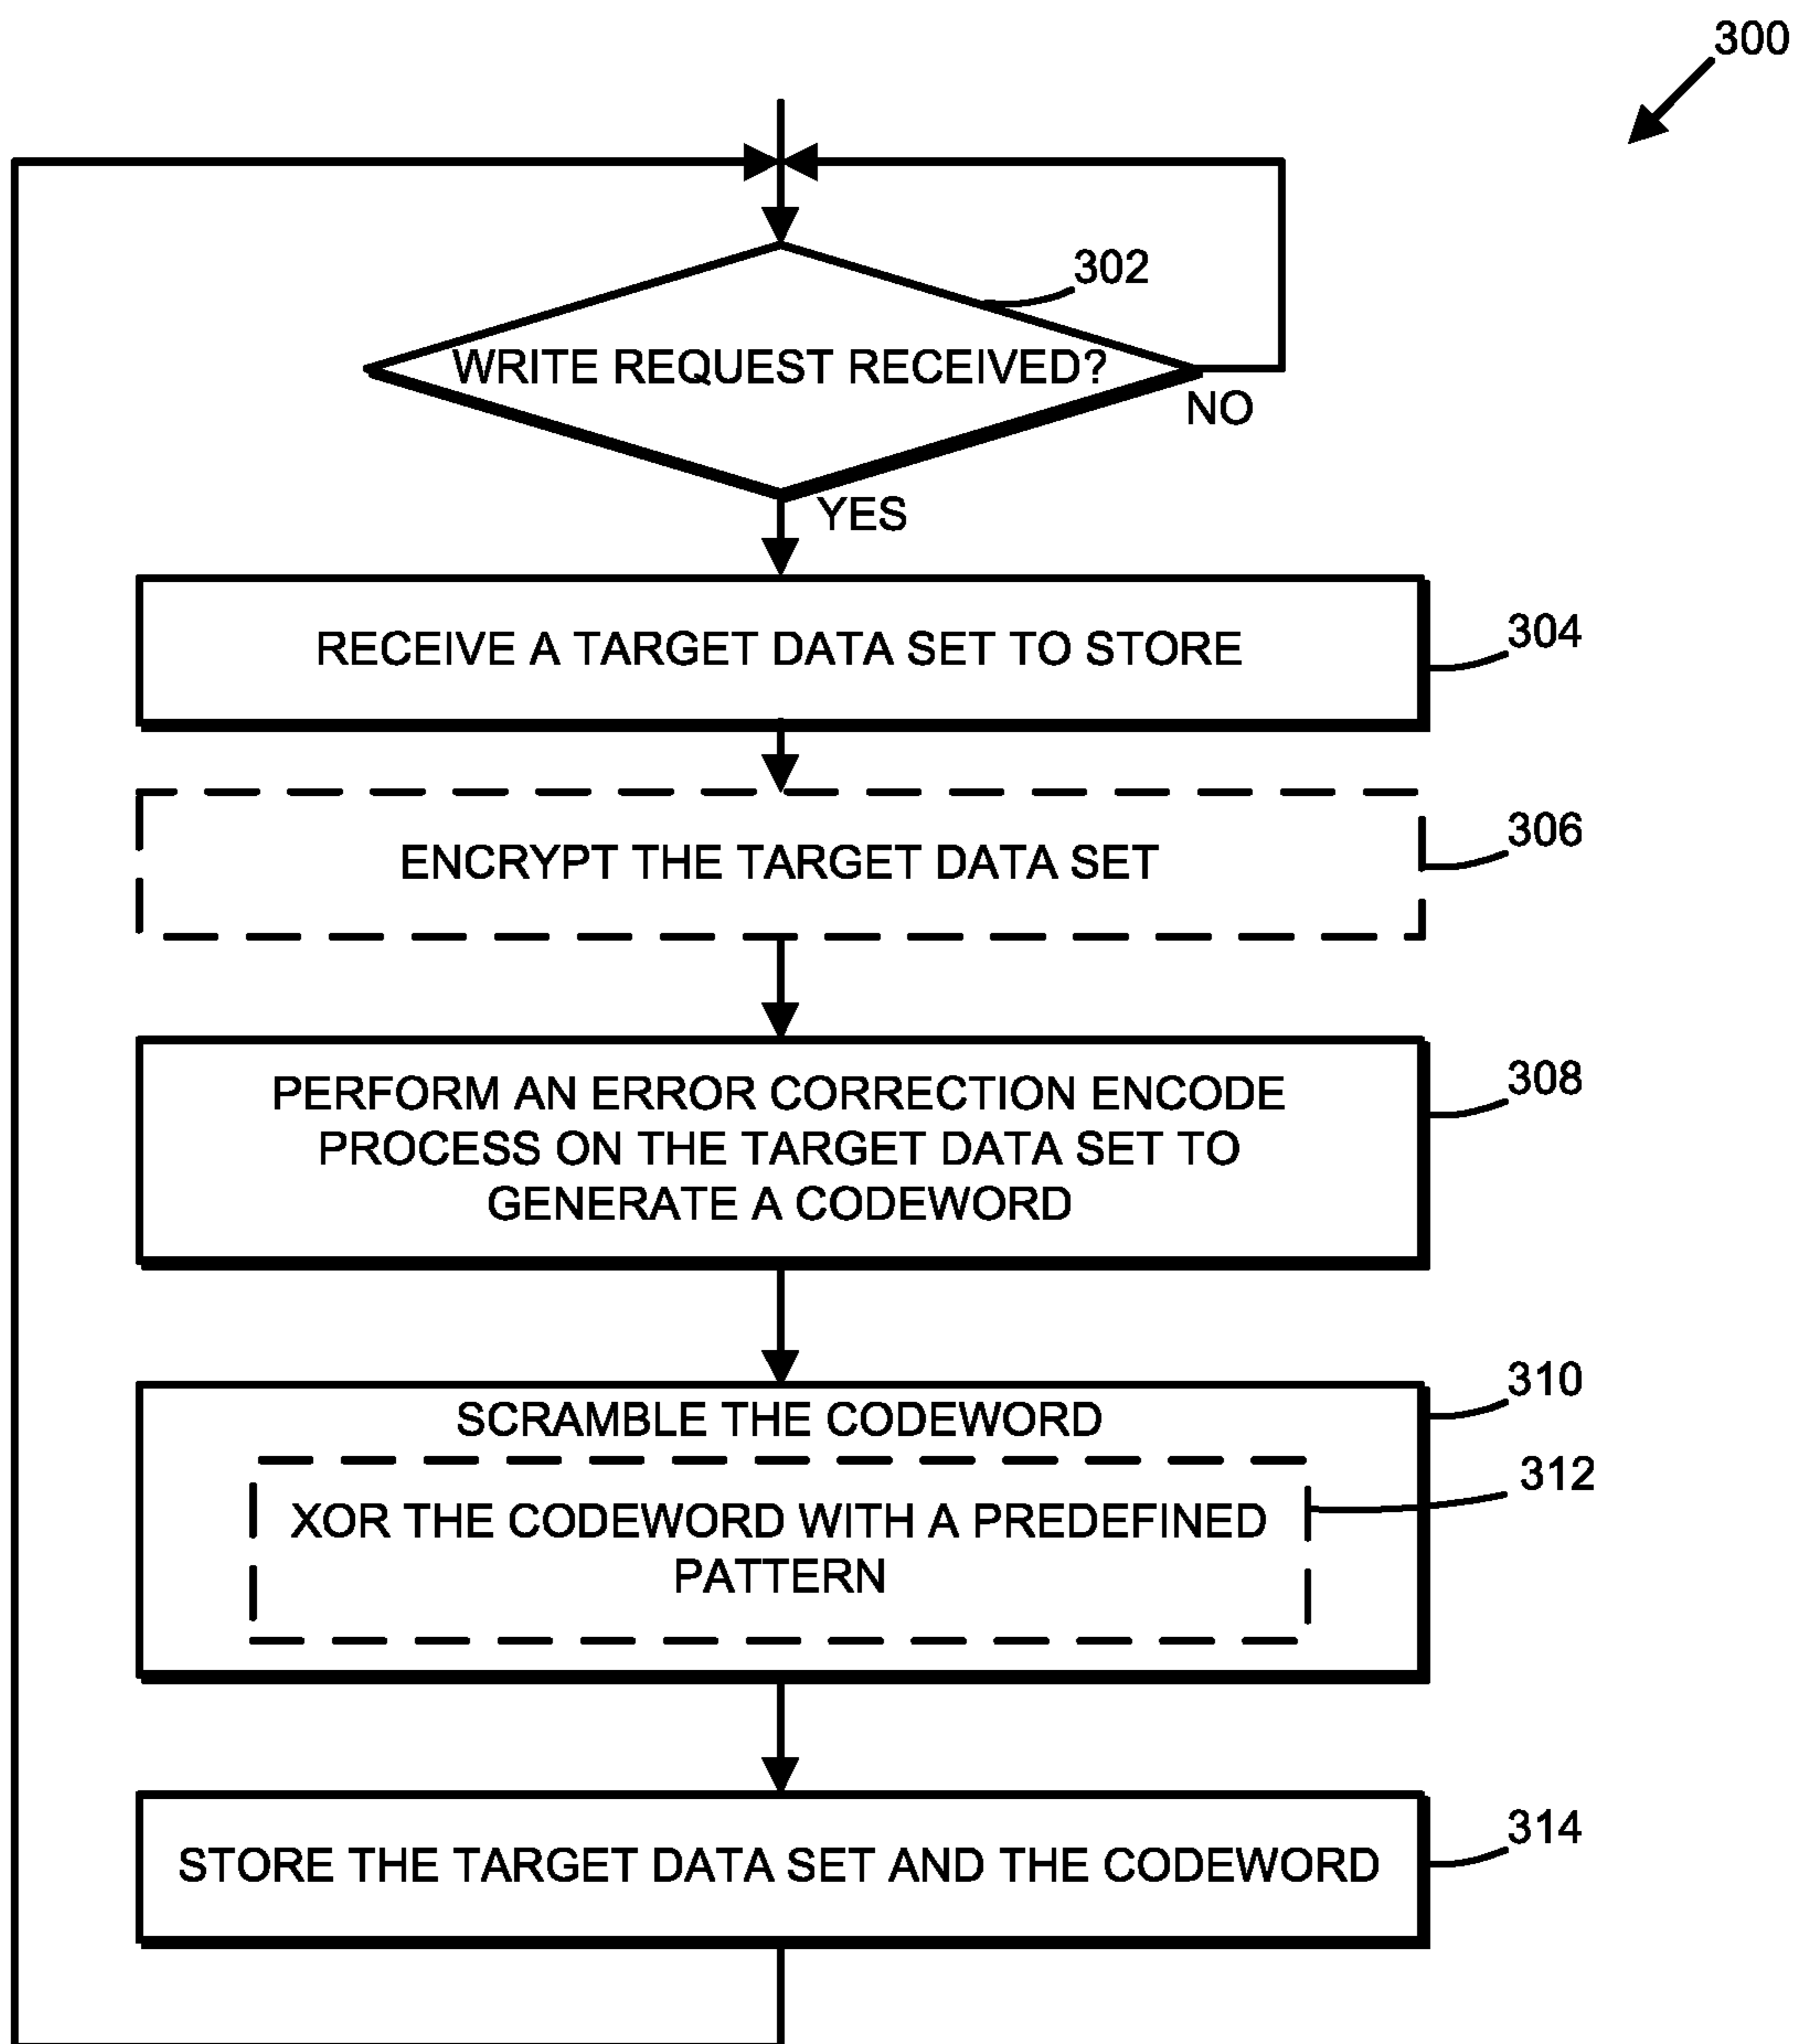 300
302
WRITE REQUEST RECEIVED?
NO
YES
RECEIVE A TARGET DATA SET TO STORE
304
ENCRYPT THE TARGET DATA SET
306
PERFORM AN ERROR CORRECTION ENCODE
PROCESS ON THE TARGET DATA SET TO
GENERATE A CODEWORD
308
SCRAMBLE THE CODEWORD
310
XOR THE CODEWORD WITH A PREDEFINED
PATTERN
312
STORE THE TARGET DATA SET AND THE CODEWORD
314